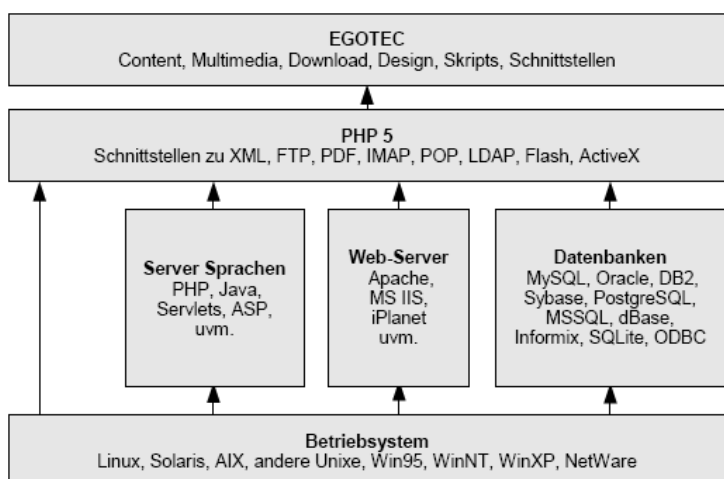 EGOTEC
Content, Multimedia, Download, Design, Skripts, Schnittstellen
PHP 5
Schnittstellen zu XML, FTP, PDF, IMAP, POP, LDAP, Flash, ActiveX
Server Sprachen
PHP, Java,
Servlets, ASP,
uvm.
Web-Server
Apache,
MS IIS,
iPlanet
uvm.
Datenbanken
MySQL, Oracle, DB2,
Sybase, PostgreSQL,
MSSQL, dBase,
Informix, SQLite, ODBC
Betriebsystem
Linux, Solaris, AIX, andere Unixe, Win95, WinNT, WinXP, NetWare